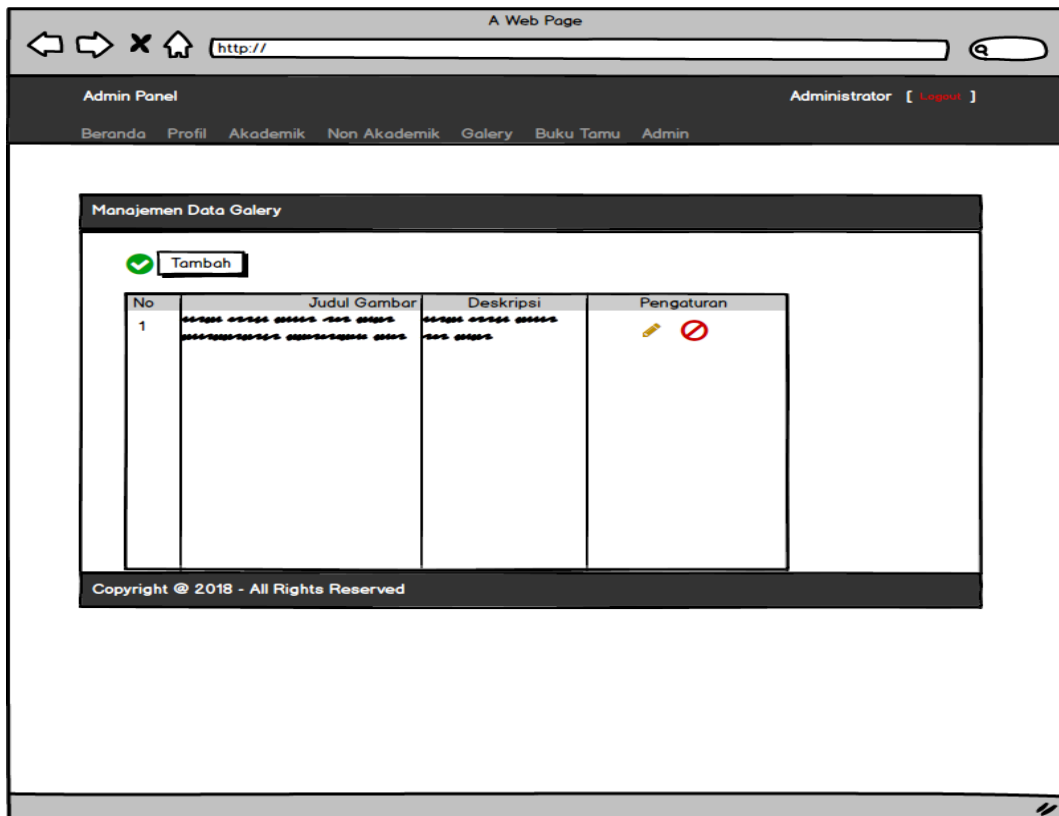 A Web Page
http://
Admin Panel
Administrator [ Logout ]
Beranda Profil Akademik Non Akademik Galery Buku Tamu Admin
Manajemen Data Galery
Tambah
No Judul Gambar Deskripsi Pengaturan
1
Copyright @ 2018 - All Rights Reserved